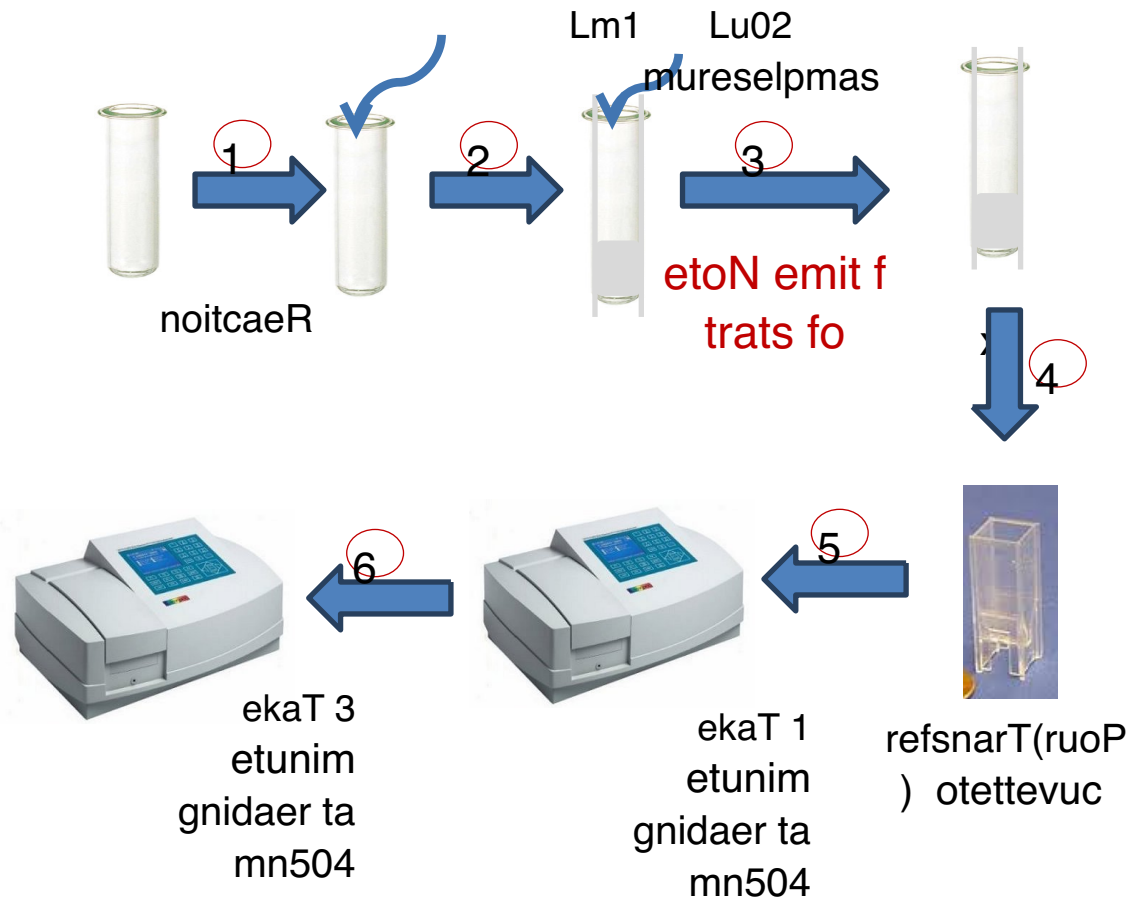 Lm1 Lu02
mureselpmas
1
2
3
noitcaeR
etoN emit f
trats fo
x
4
5
6
ekaT 3
etunim
gnidaer ta
mn504
ekaT 1
etunim
gnidaer ta
mn504
refsnarT(ruoP
) otettevuc